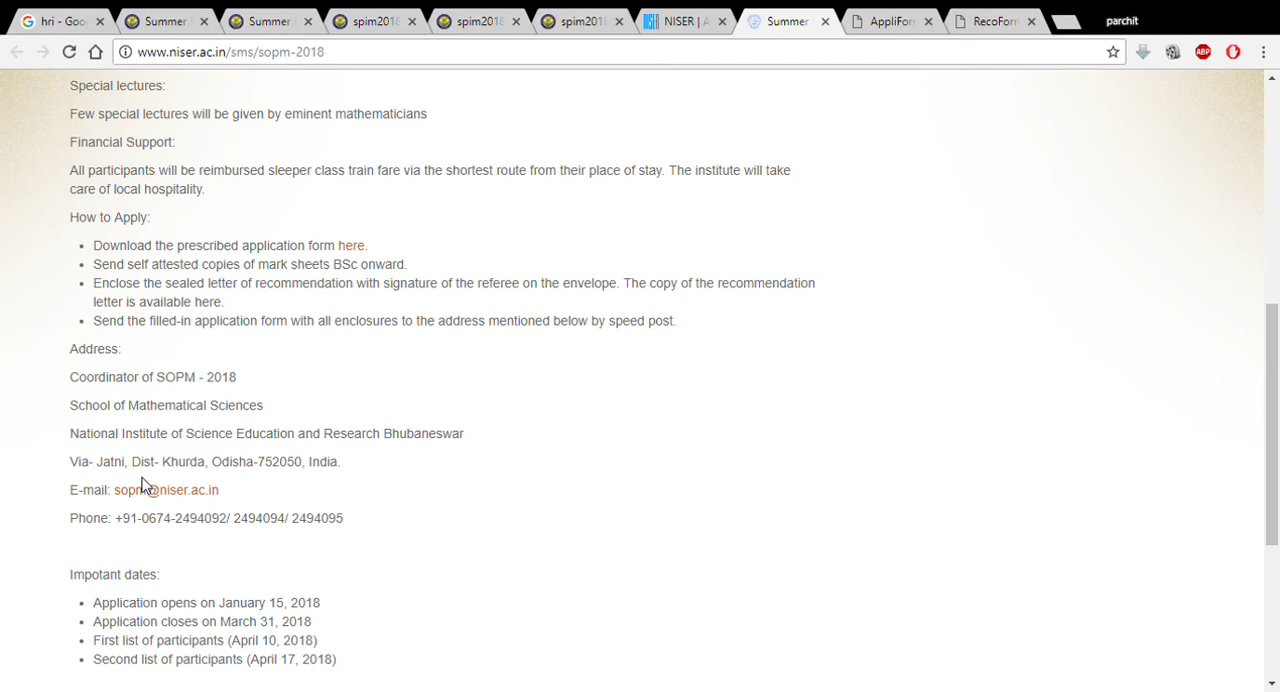 hri - Goo
Summer
Summer
spim2018
spim2018
spim2018
NISER | A
Summer
AppliFor
RecoForm
parchit
www.niser.ac.in/sms/sopm-2018
ABP
Special lectures:
Few special lectures will be given by eminent mathematicians
Financial Support:
All participants will be reimbursed sleeper class train fare via the shortest route from their place of stay. The institute will take
care of local hospitality.
How to Apply:
Download the prescribed application form here.
Send self attested copies of mark sheets BSc onward.
Enclose the sealed letter of recommendation with signature of the referee on the envelope. The copy of the recommendation
letter is available here.
Send the filled-in application form with all enclosures to the address mentioned below by speed post.
Address:
Coordinator of SOPM - 2018
School of Mathematical Sciences
National Institute of Science Education and Research Bhubaneswar
Via- Jatni, Dist- Khurda, Odisha-752050, India.
E-mail: sopm@niser.ac.in
Phone: +91-0674-2494092/ 2494094/ 2494095
Impotant dates:
Application opens on January 15, 2018
Application closes on March 31, 2018
First list of participants (April 10, 2018)
Second list of participants (April 17, 2018)